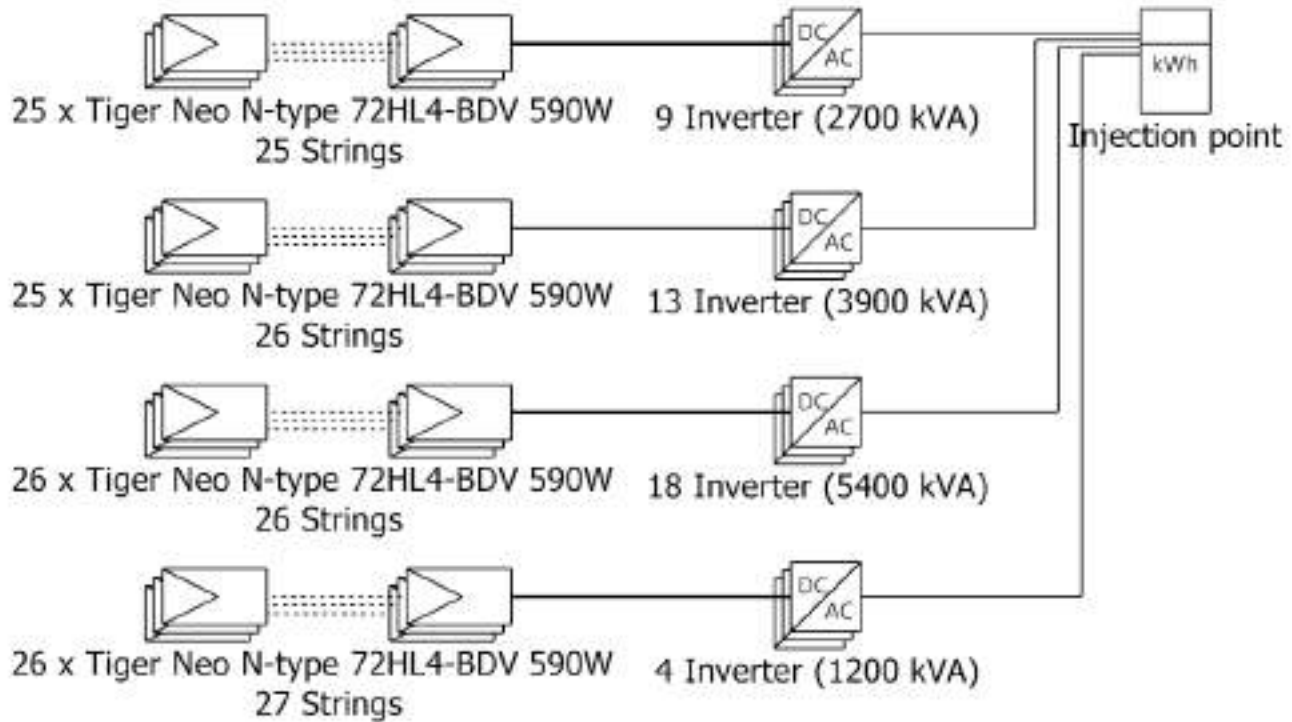 DC
AC
kWh
25 x Tiger Neo N-type 72HL4-BDV 590W
25 Strings
9 Inverter (2700 kVA)
Injection point
DC
AC
25 x Tiger Neo N-type 72HL4-BDV 590W
26 Strings
13 Inverter (3900 kVA)
DC
AC
26 x Tiger Neo N-type 72HL4-BDV 590W
26 Strings
18 Inverter (5400 kVA)
DC
AC
26 x Tiger Neo N-type 72HL4-BDV 590W
27 Strings
4 Inverter (1200 kVA)